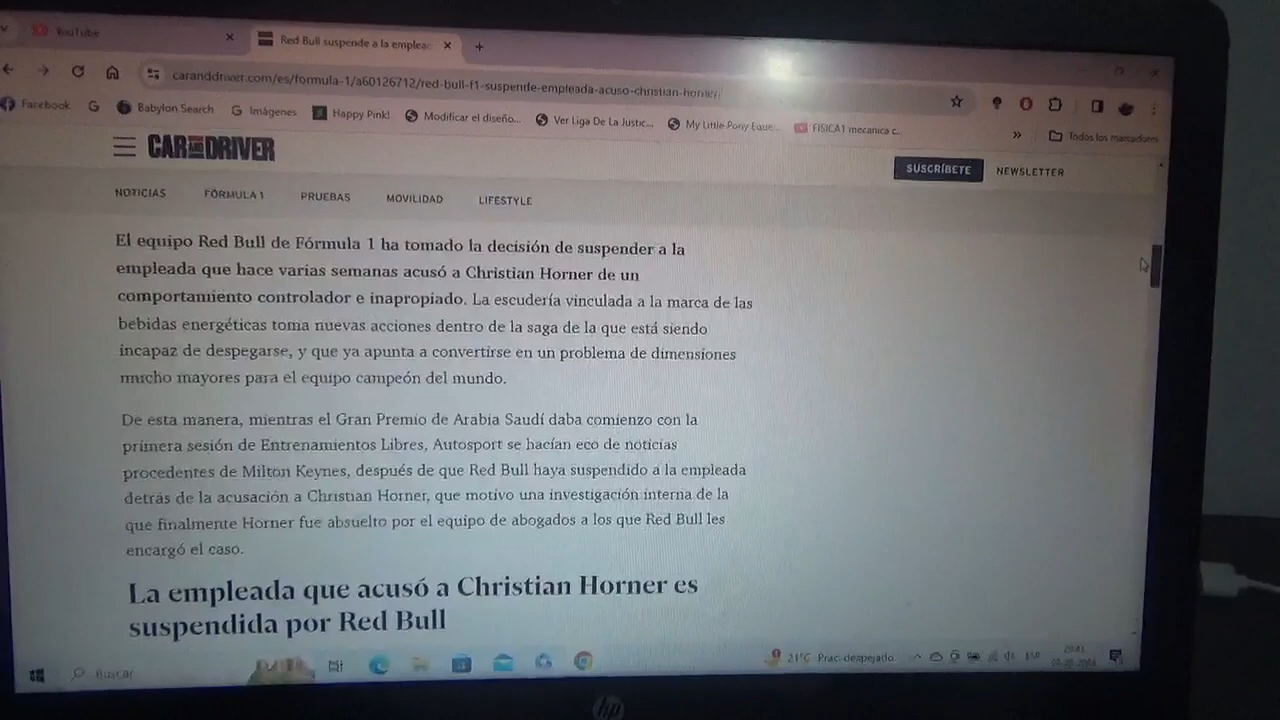 YouTube
Red Bull suspende a la emplead
caranddriver.com/es/formula-1/a60126712/red-bull-f1-suspende-empleada-acuso-christian-horner/
Facebook
G
Babylon Search
Imágenes
Happy Pink!
Modificar el diseño...
Ver Liga De La Justic...
My Little Pony Eque...
FISICA1 mecanica c...
»
Todos los marcadores
CAR AND DRIVER
SUSCRÍBETE
NEWSLETTER
NOTICIAS
FÓRMULA 1
PRUEBAS
MOVILIDAD
LIFESTYLE
El equipo Red Bull de Fórmula 1 ha tomado la decisión de suspender a la
empleada que hace varias semanas acusó a Christian Horner de un
comportamiento controlador e inapropiado. La escudería vinculada a la marca de las
bebidas energéticas toma nuevas acciones dentro de la saga de la que está siendo
incapaz de despegarse, y que ya apunta a convertirse en un problema de dimensiones
mucho mayores para el equipo campeón del mundo.
De esta manera, mientras el Gran Premio de Arabia Saudí daba comienzo con la
primera sesión de Entrenamientos Libres, Autosport se hacían eco de noticias
procedentes de Milton Keynes, después de que Red Bull haya suspendido a la empleada
detrás de la acusación a Christian Horner, que motivo una investigación interna de la
que finalmente Horner fue absuelto por el equipo de abogados a los que Red Bull les
encargó el caso.
La empleada que acusó a Christian Horner es
suspendida por Red Bull
Buscar
21°C Prac. despejado
ESP
hp